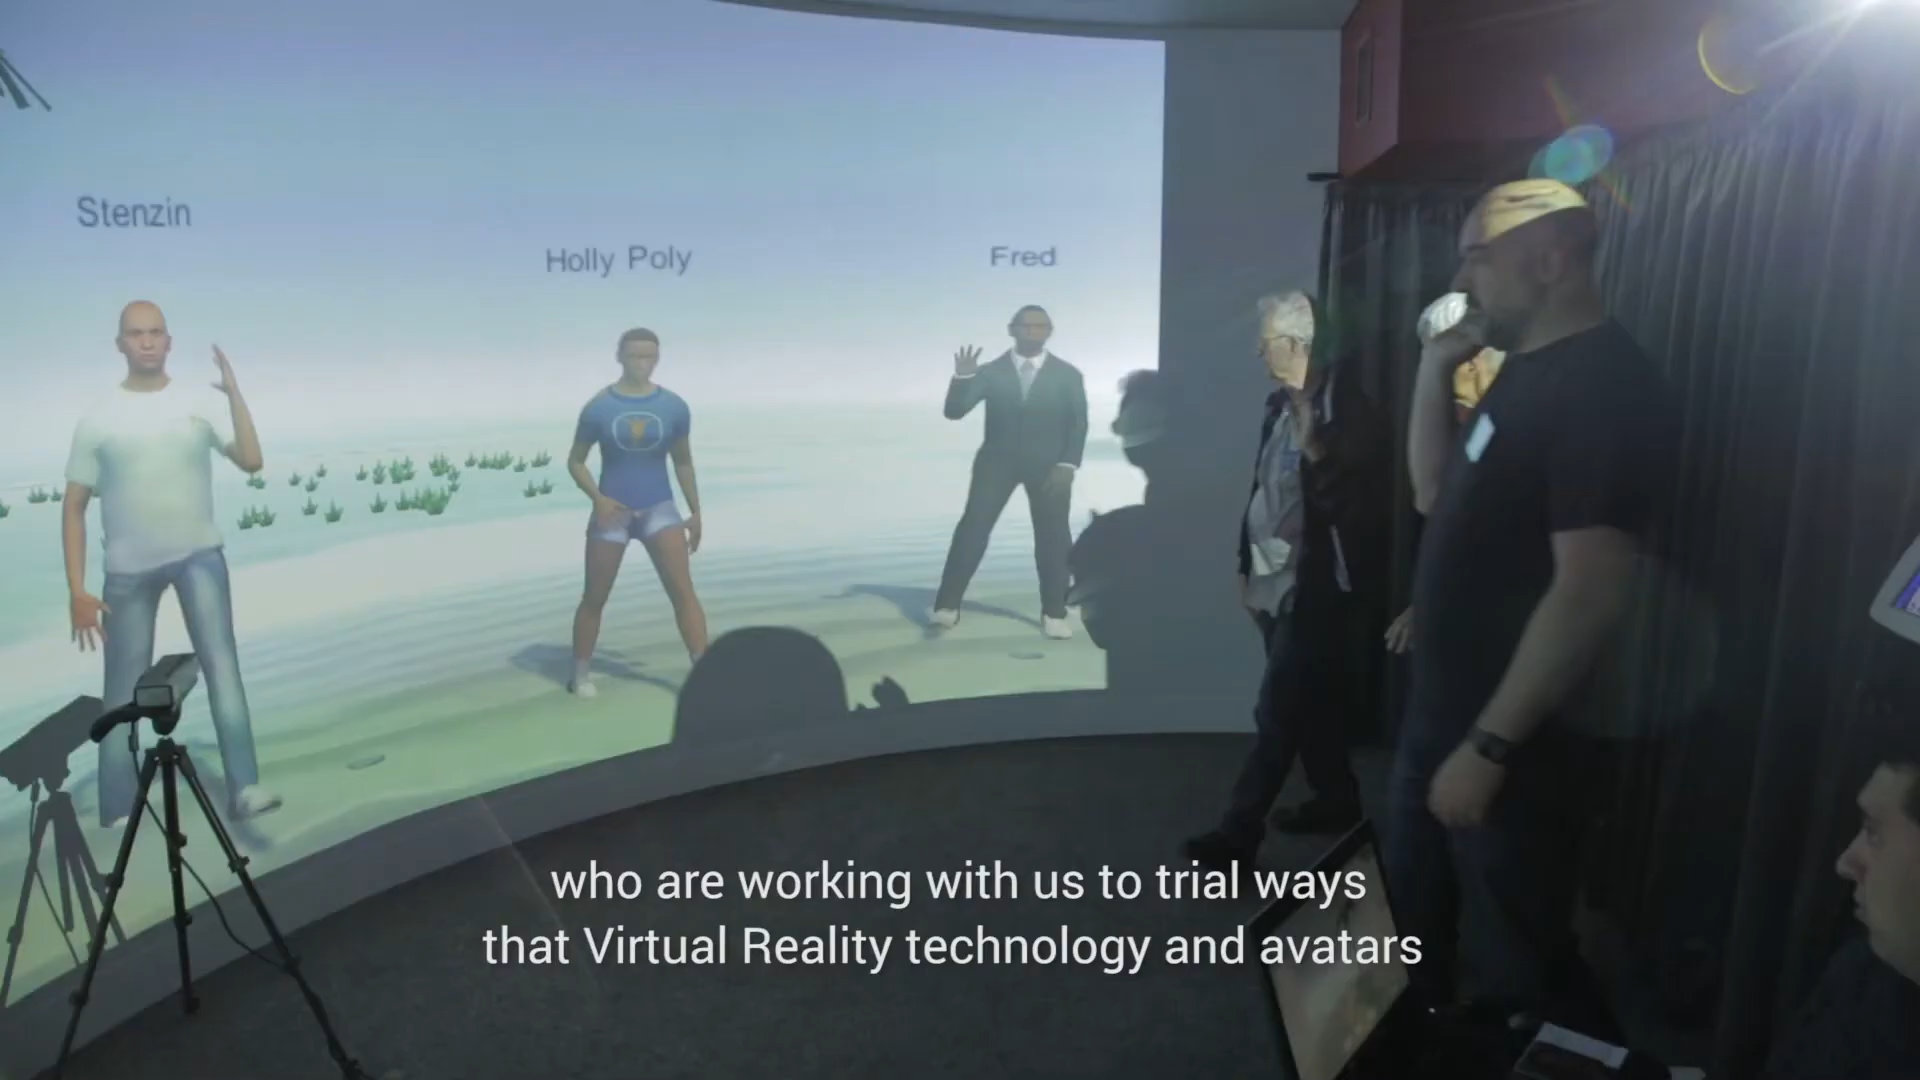 Stenzin
Holly Poly
Fred
who are working with us to trial ways
that Virtual Reality technology and avatars